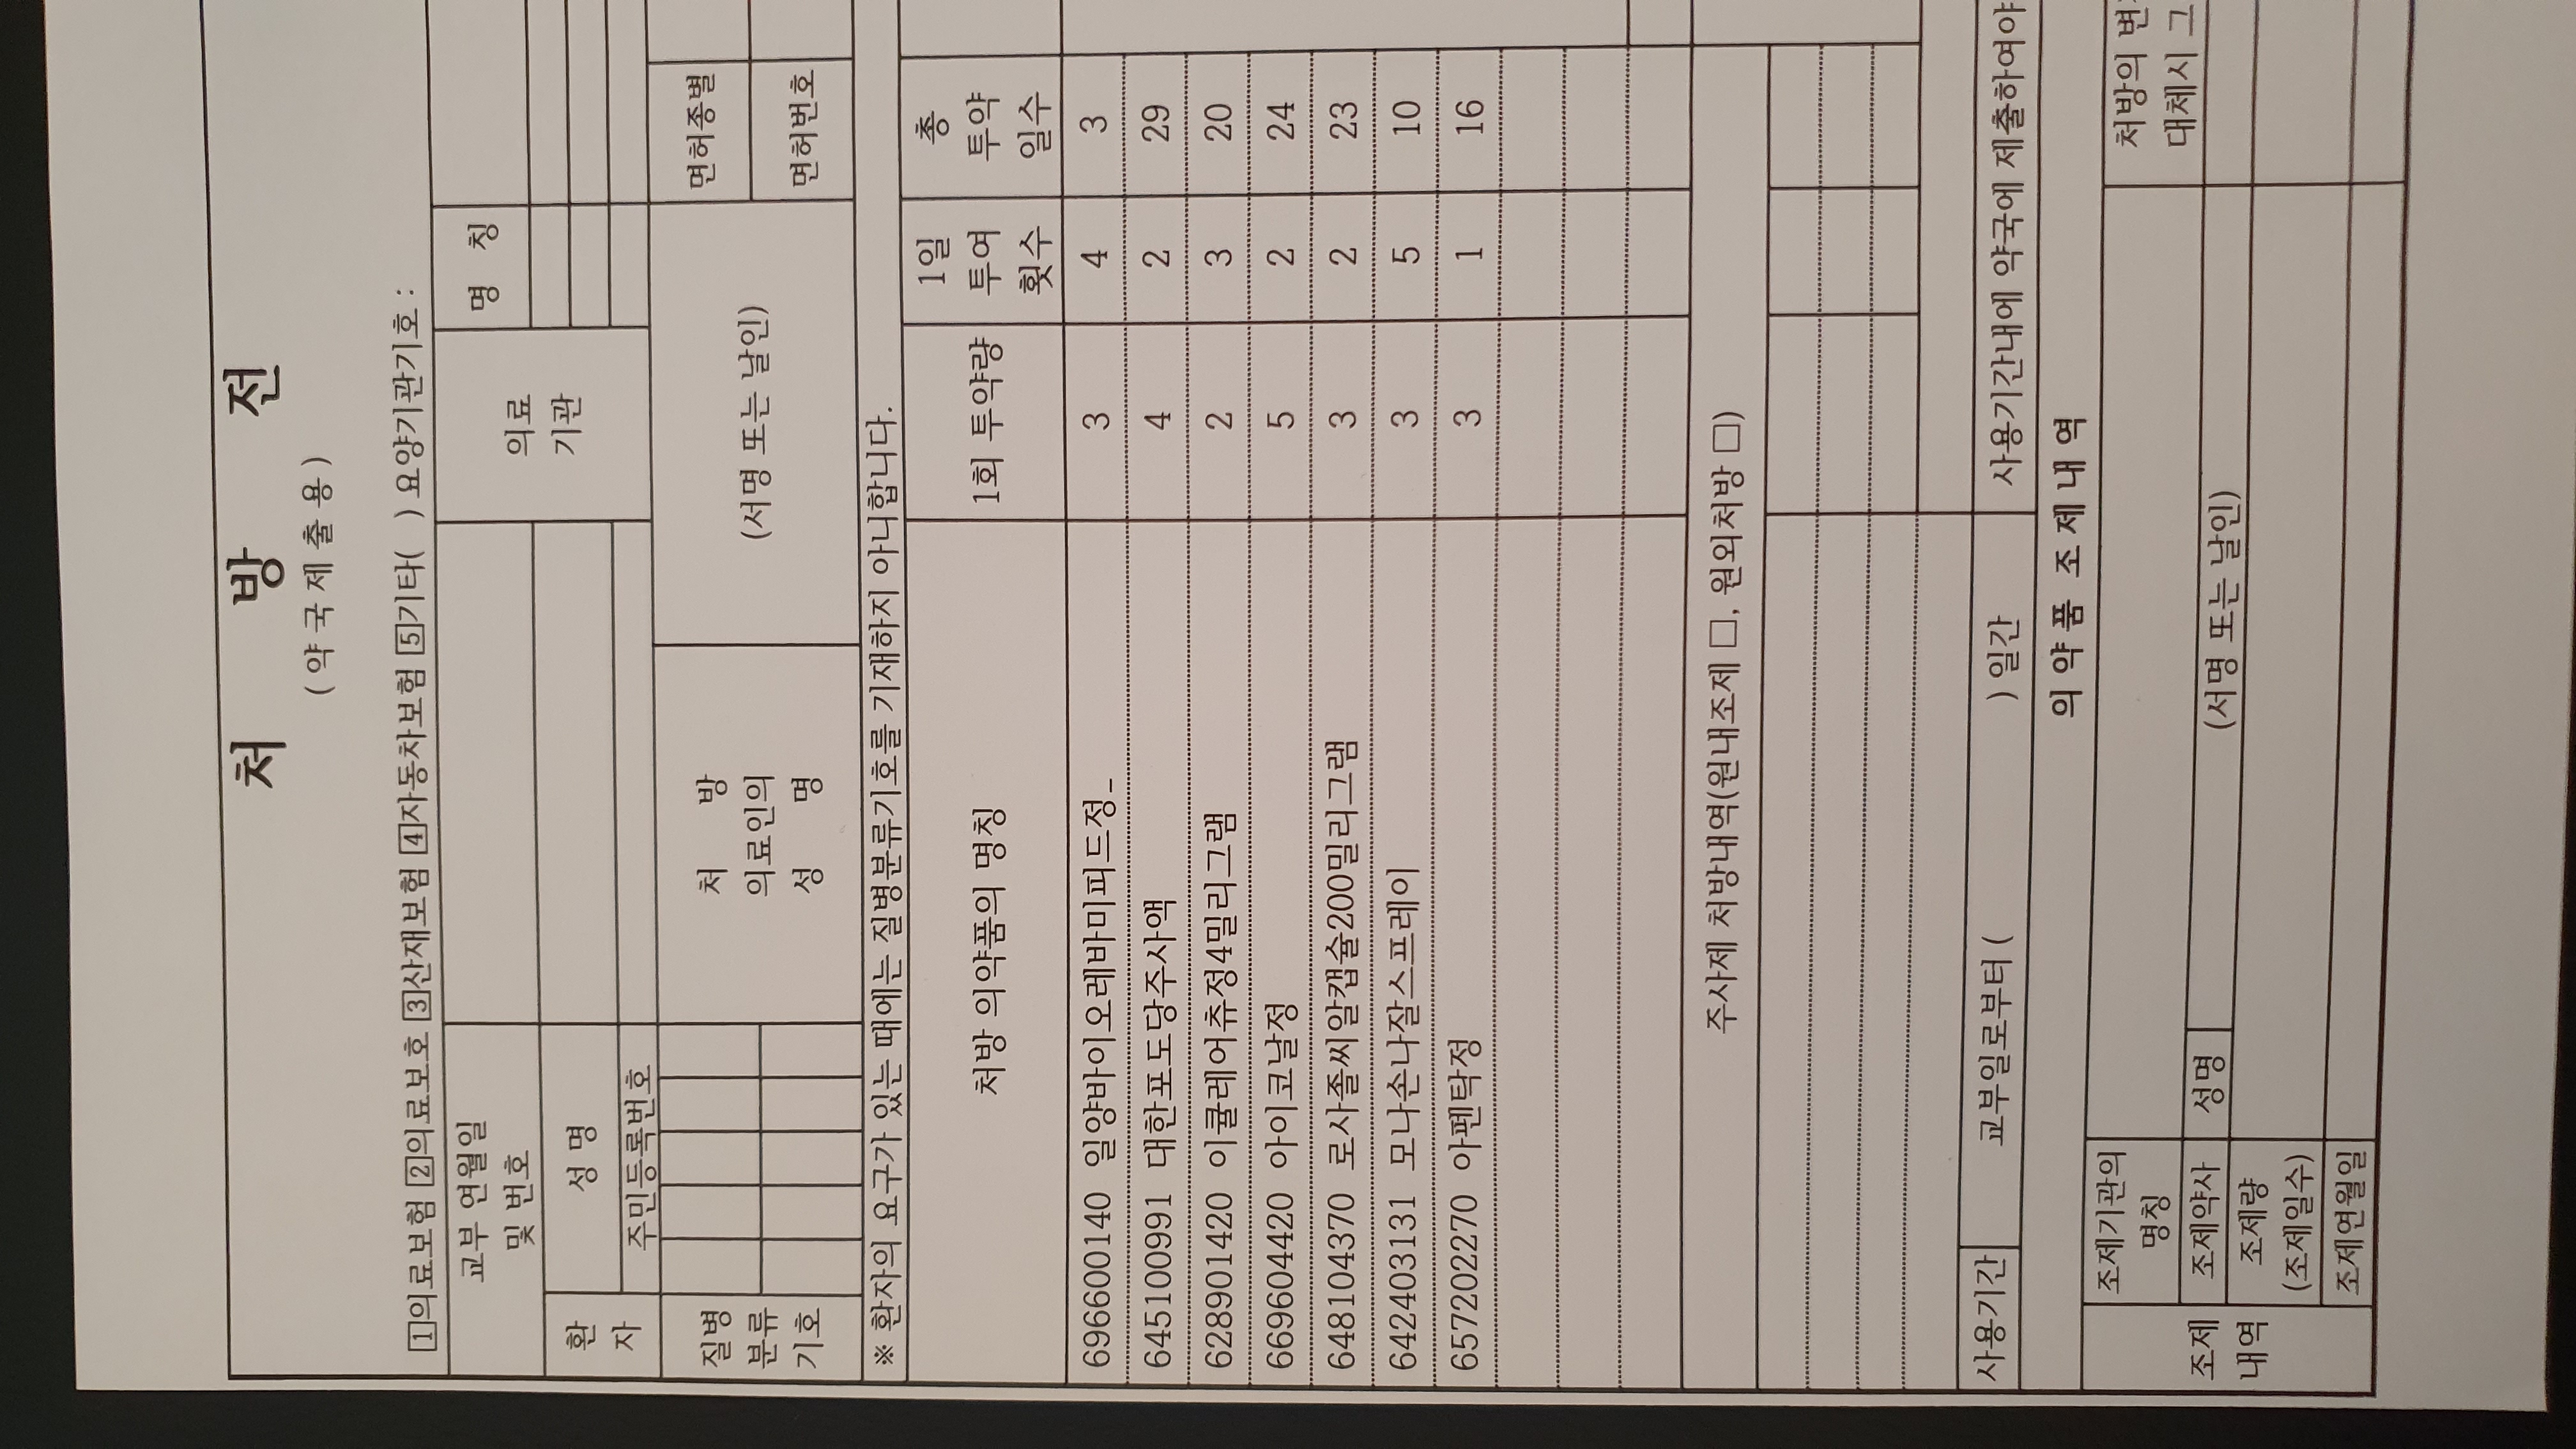 처 방 전
(약국제출용)
1의료보험 2의료보호 3산재보험 4자동차보험 5기타( ) 요양기관기호 :
교부 연월일
및 번호
의료
기관
명 칭
환
자
성 명
주민등록번호
질병
분류
기호
처 방
의료인의
성 명
(서명 또는 날인)
면허종별
면허번호
※ 환자의 요구가 있는 때에는 질병분류기호를 기재하지 아니합니다.
처방 의약품의 명칭
1회 투약량
1일
투여
횟수
총
투약
일수
696600140 일양바이오레바미피드정_ 3 4 3
645100991 대한포도당주사액 4 2 29
628901420 이큘레어츄정4밀리그램 2 3 20
669604420 아이코날정 5 2 24
648104370 로사졸씨알캡슐200밀리그램 3 2 23
642403131 모나손나잘스프레이 3 5 10
657202270 아펜탁정 3 1 16
주사제 처방내역(원내조제 □, 원외처방 □)
사용기간 교부일로부터 ( ) 일간 사용기간내에 약국에 제출하여야
의약품 조제내역
조제
내역
조제기관의
명칭
처방의 변
대체시 그
조제약사 성명 (서명 또는 날인)
조제량
(조제일수)
조제연월일